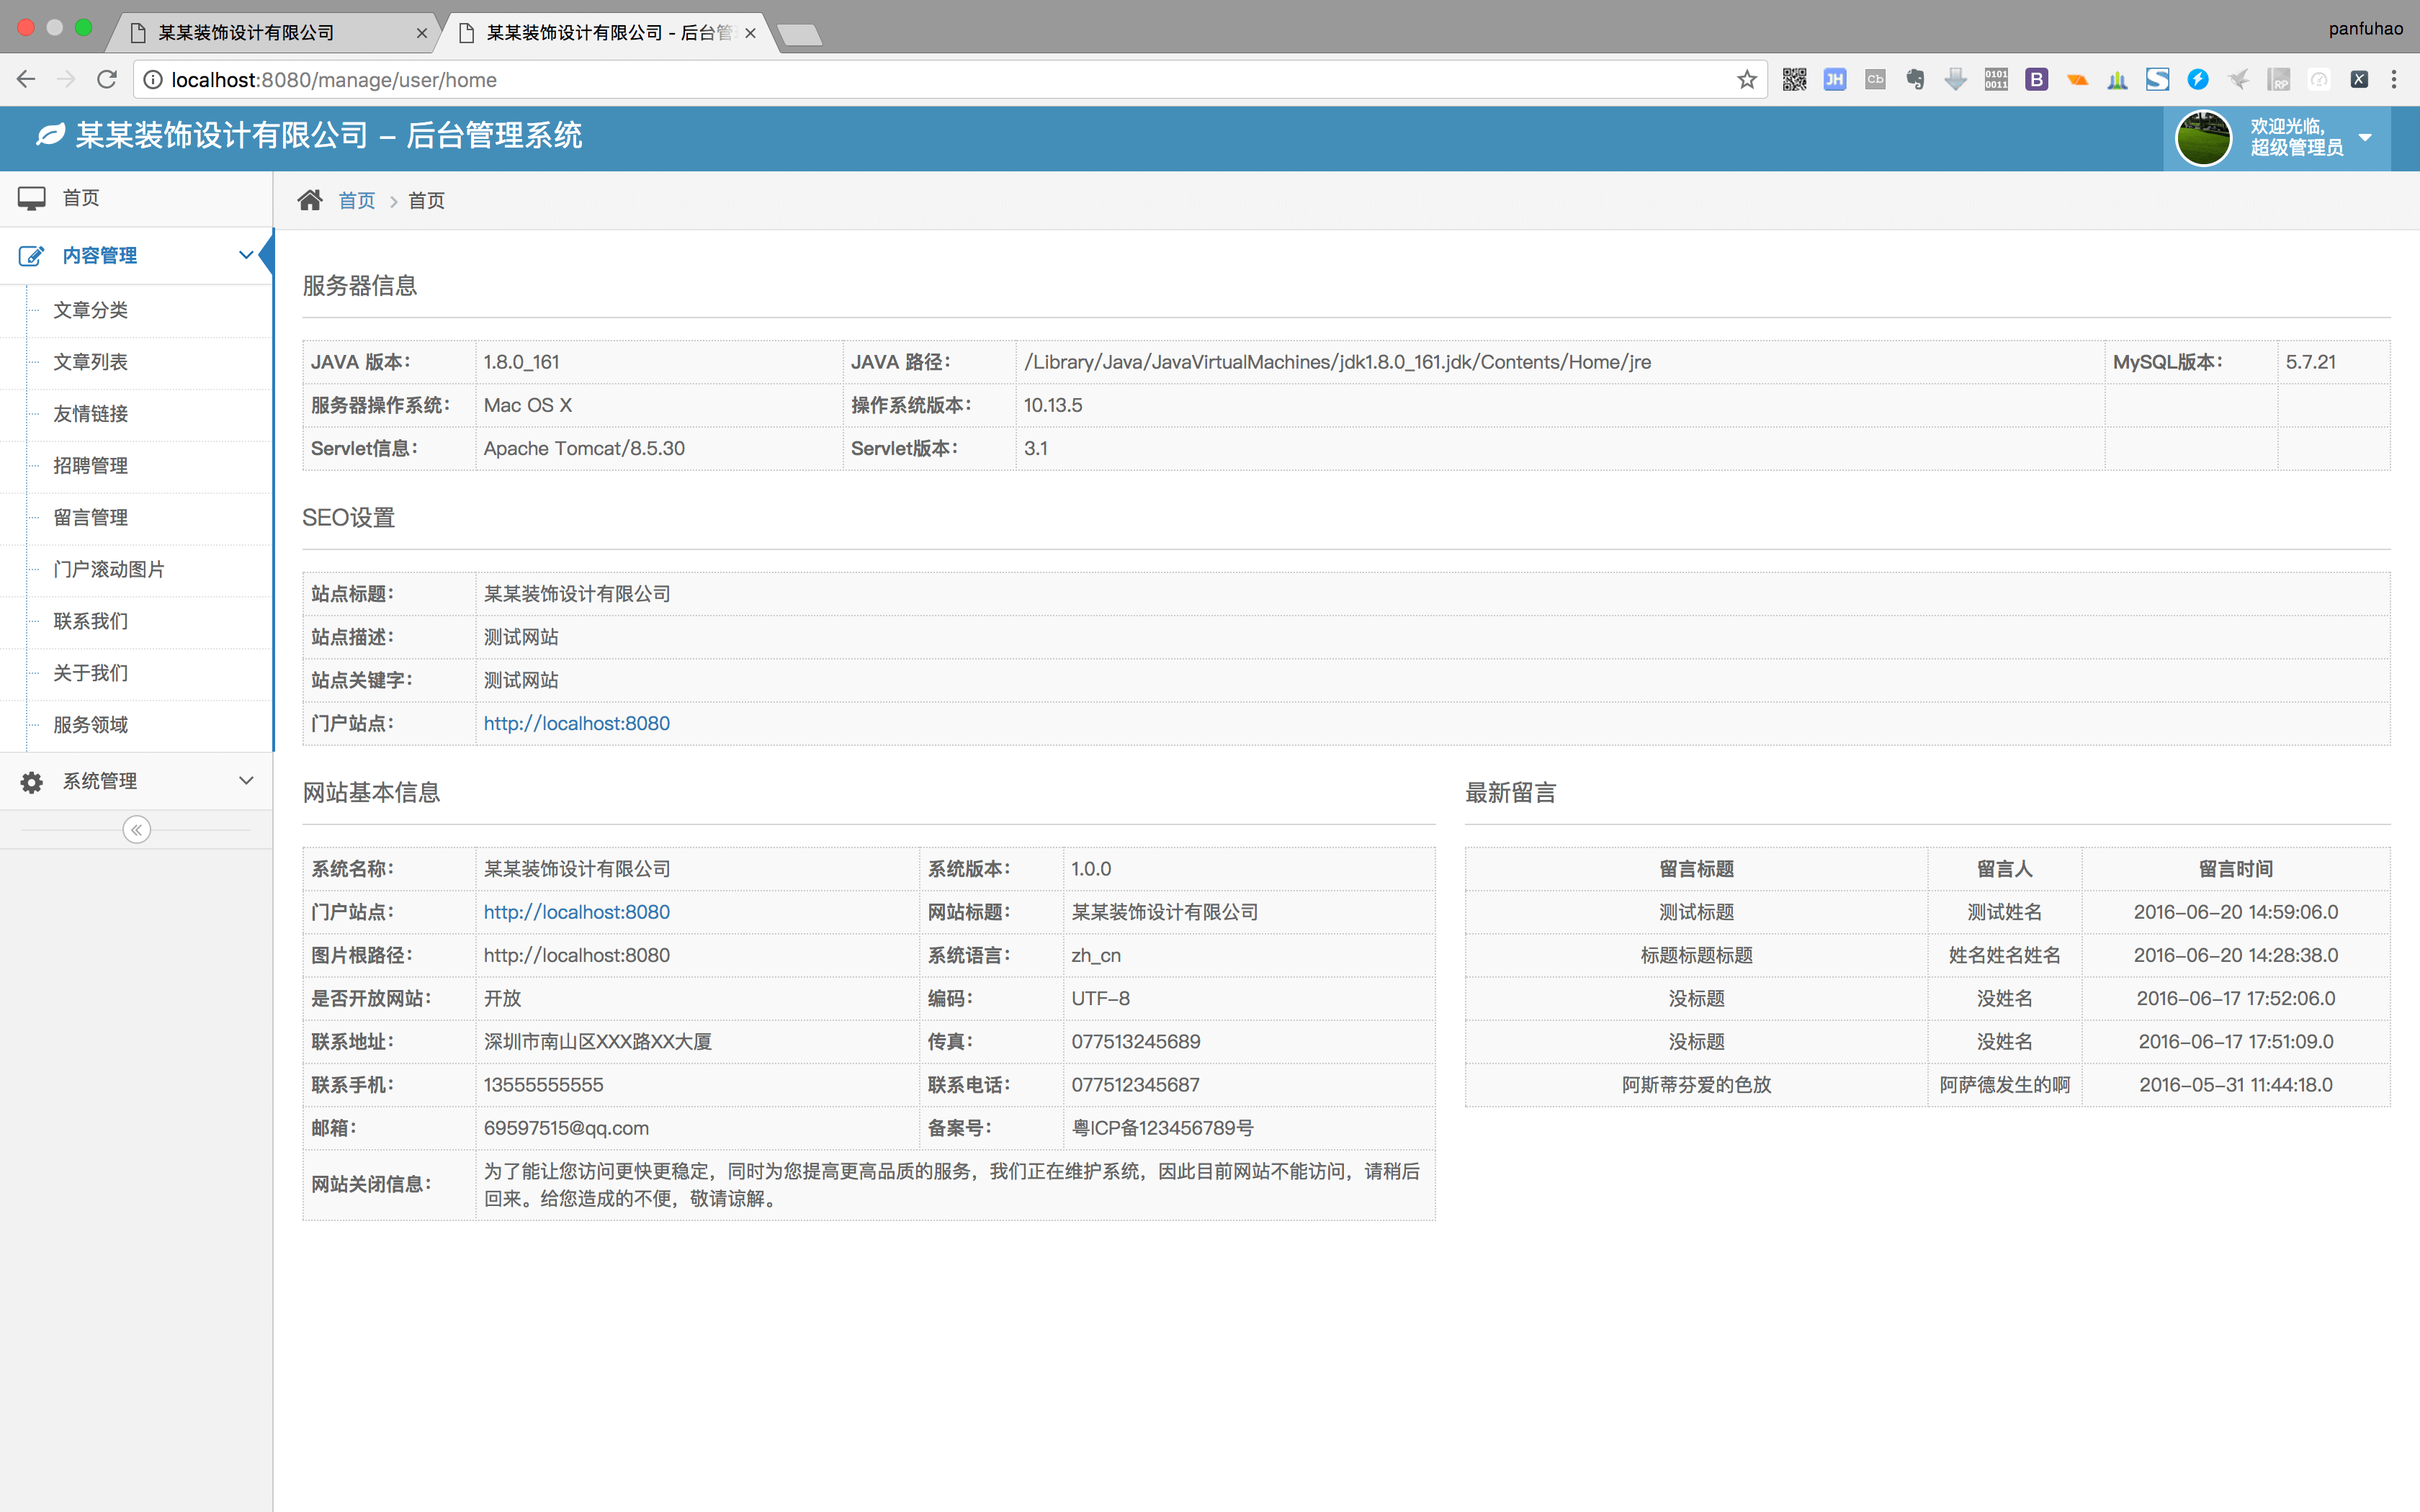 某某装饰设计有限公司
某某装饰设计有限公司 - 后台管
panfuhao
localhost:8080/manage/user/home
某某装饰设计有限公司 – 后台管理系统
欢迎光临,
超级管理员
首页
内容管理
文章分类
文章列表
友情链接
招聘管理
留言管理
门户滚动图片
联系我们
关于我们
服务领域
系统管理
首页 首页
服务器信息
JAVA 版本： 1.8.0_161 JAVA 路径： /Library/Java/JavaVirtualMachines/jdk1.8.0_161.jdk/Contents/Home/jre MySQL版本： 5.7.21
服务器操作系统： Mac OS X 操作系统版本： 10.13.5
Servlet信息： Apache Tomcat/8.5.30 Servlet版本： 3.1
SEO设置
站点标题： 某某装饰设计有限公司
站点描述： 测试网站
站点关键字： 测试网站
门户站点： http://localhost:8080
网站基本信息
系统名称： 某某装饰设计有限公司 系统版本： 1.0.0
门户站点： http://localhost:8080 网站标题： 某某装饰设计有限公司
图片根路径： http://localhost:8080 系统语言： zh_cn
是否开放网站： 开放 编码： UTF-8
联系地址： 深圳市南山区XXX路XX大厦 传真： 077513245689
联系手机： 13555555555 联系电话： 077512345687
邮箱： 69597515@qq.com 备案号： 粤ICP备123456789号
网站关闭信息： 为了能让您访问更快更稳定，同时为您提高更高品质的服务，我们正在维护系统，因此目前网站不能访问，请稍后
回来。给您造成的不便，敬请谅解。
最新留言
留言标题 留言人 留言时间
测试标题 测试姓名 2016-06-20 14:59:06.0
标题标题标题 姓名姓名姓名 2016-06-20 14:28:38.0
没标题 没姓名 2016-06-17 17:52:06.0
没标题 没姓名 2016-06-17 17:51:09.0
阿斯蒂芬爱的色放 阿萨德发生的啊 2016-05-31 11:44:18.0